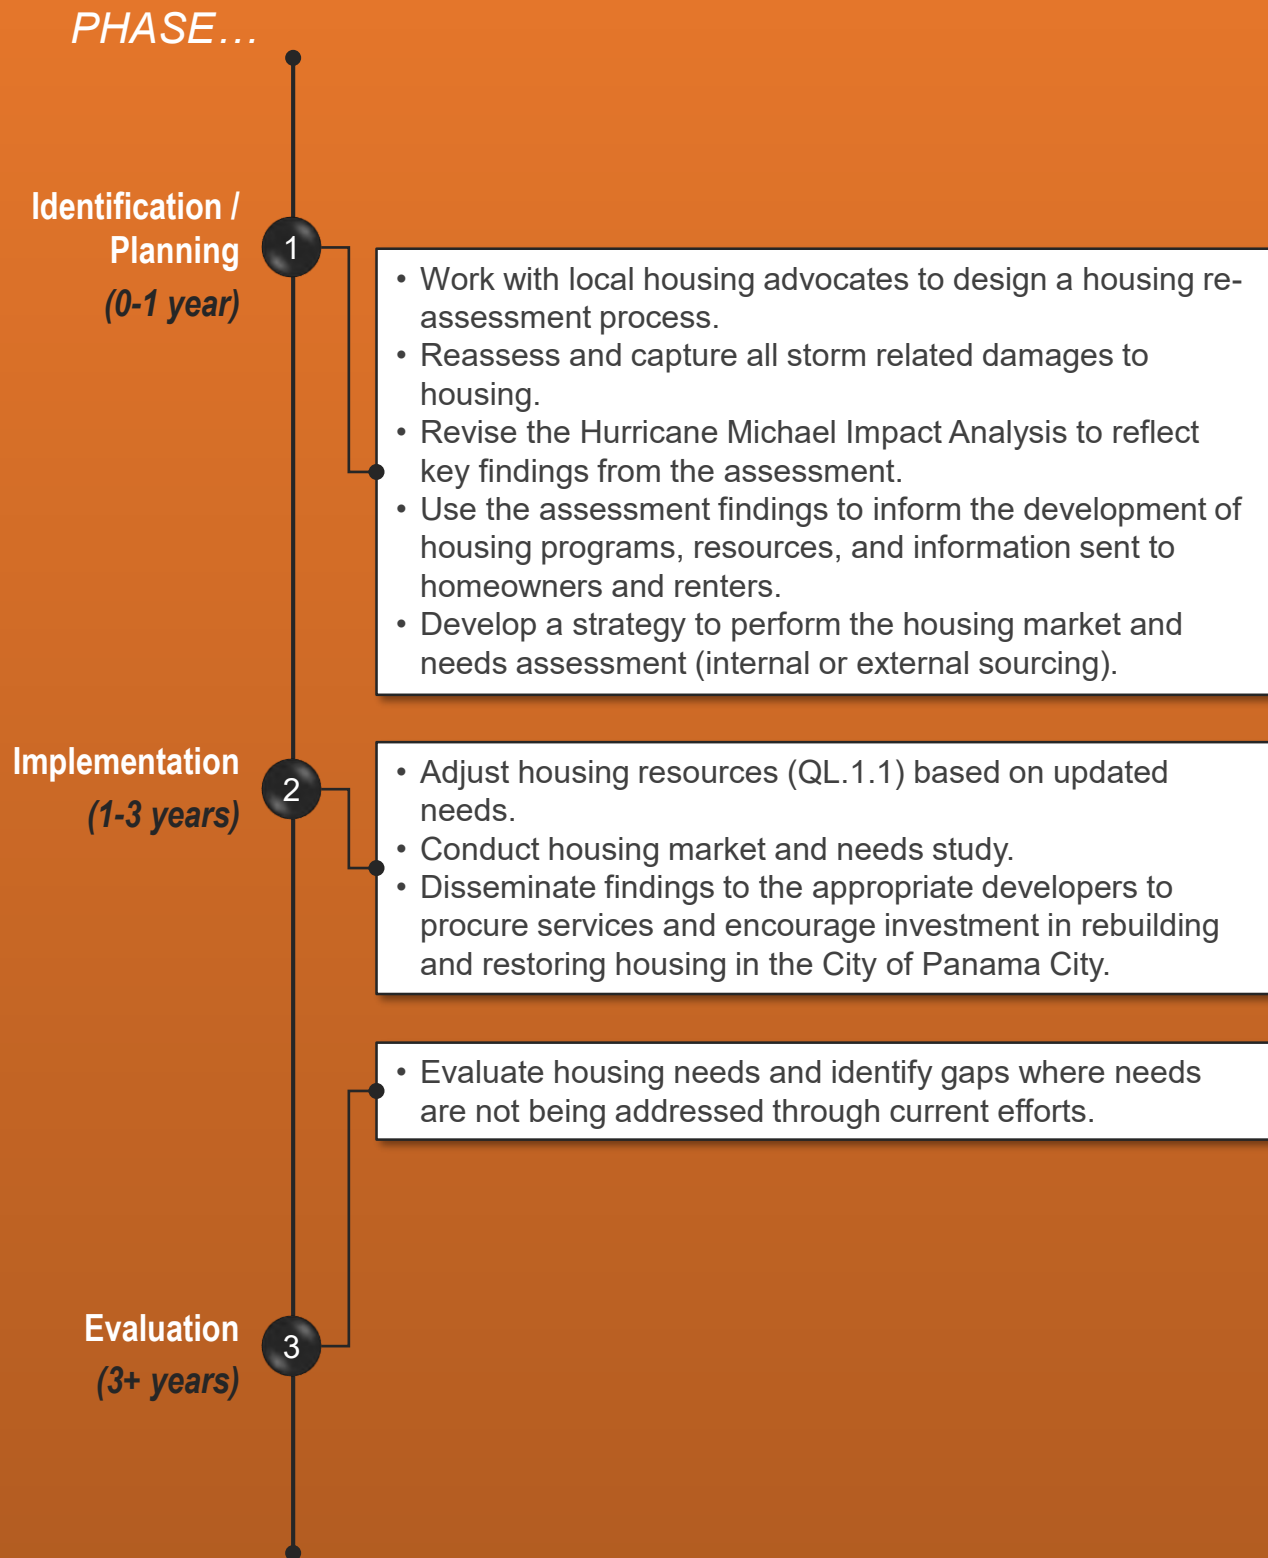 PHASE…
Identification /
Planning
(0-1 year)
1
• Work with local housing advocates to design a housing re-
assessment process.
• Reassess and capture all storm related damages to
housing.
• Revise the Hurricane Michael Impact Analysis to reflect
key findings from the assessment.
• Use the assessment findings to inform the development of
housing programs, resources, and information sent to
homeowners and renters.
• Develop a strategy to perform the housing market and
needs assessment (internal or external sourcing).
Implementation
(1-3 years)
2
• Adjust housing resources (QL.1.1) based on updated
needs.
• Conduct housing market and needs study.
• Disseminate findings to the appropriate developers to
procure services and encourage investment in rebuilding
and restoring housing in the City of Panama City.
• Evaluate housing needs and identify gaps where needs
are not being addressed through current efforts.
Evaluation
(3+ years)
3